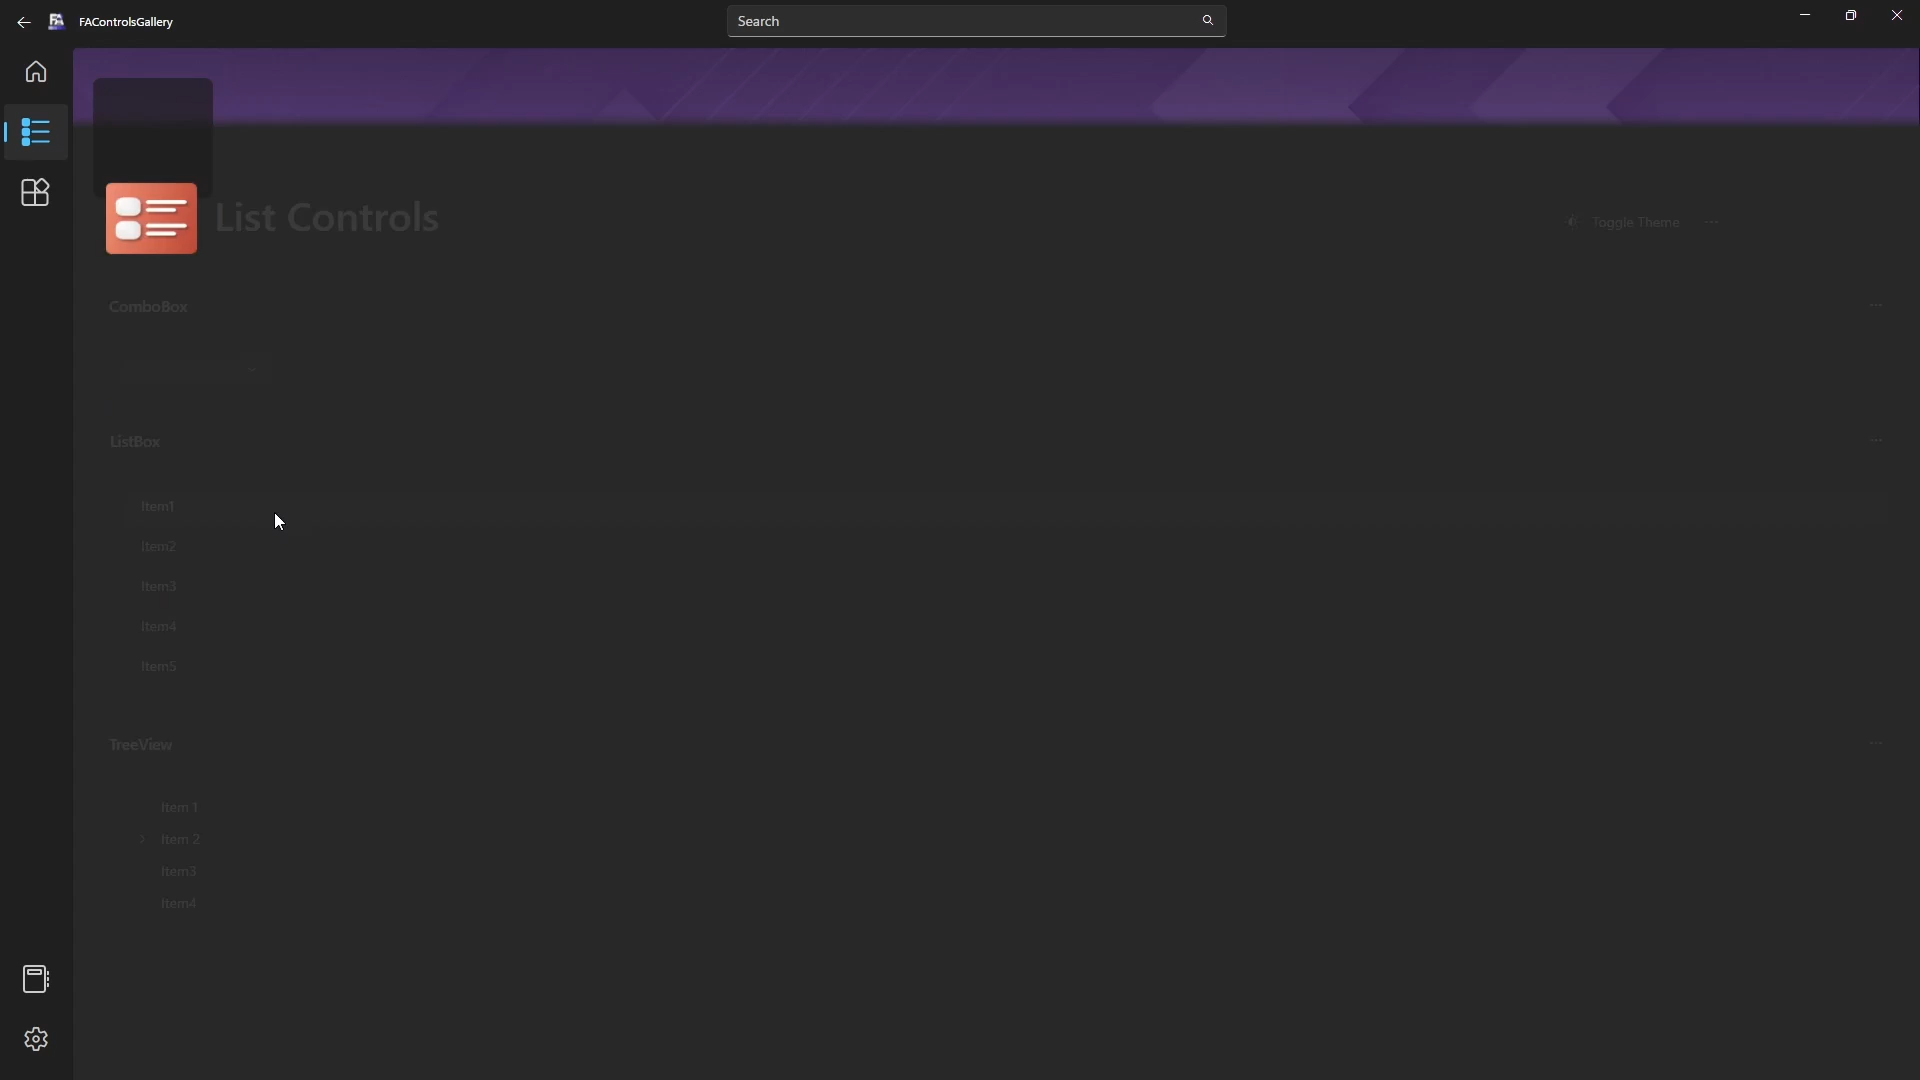 FAControlsGallery
Search
List Controls
Toggle Theme
ComboBox
ListBox
Item1
Item2
Item3
Item4
Item5
TreeView
Item 1
Item 2
Item3
Item4